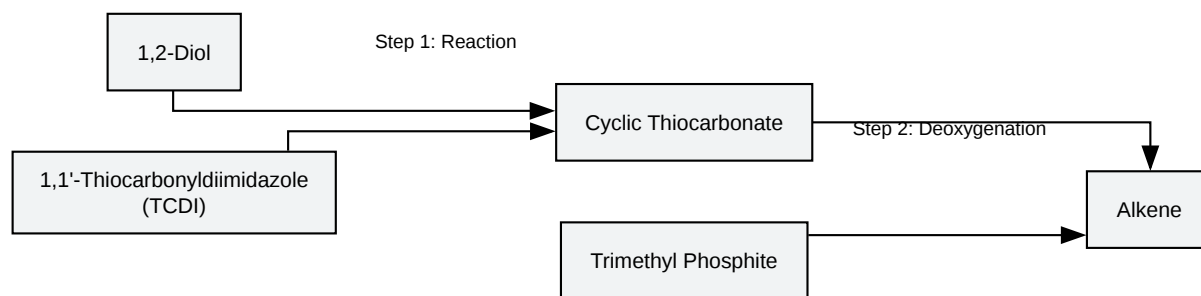 1,2-Diol
Step 1: Reaction
1,1'-Thiocarbonyldiimidazole
(TCDI)
Cyclic Thiocarbonate
Step 2: Deoxygenation
Alkene
Trimethyl Phosphite